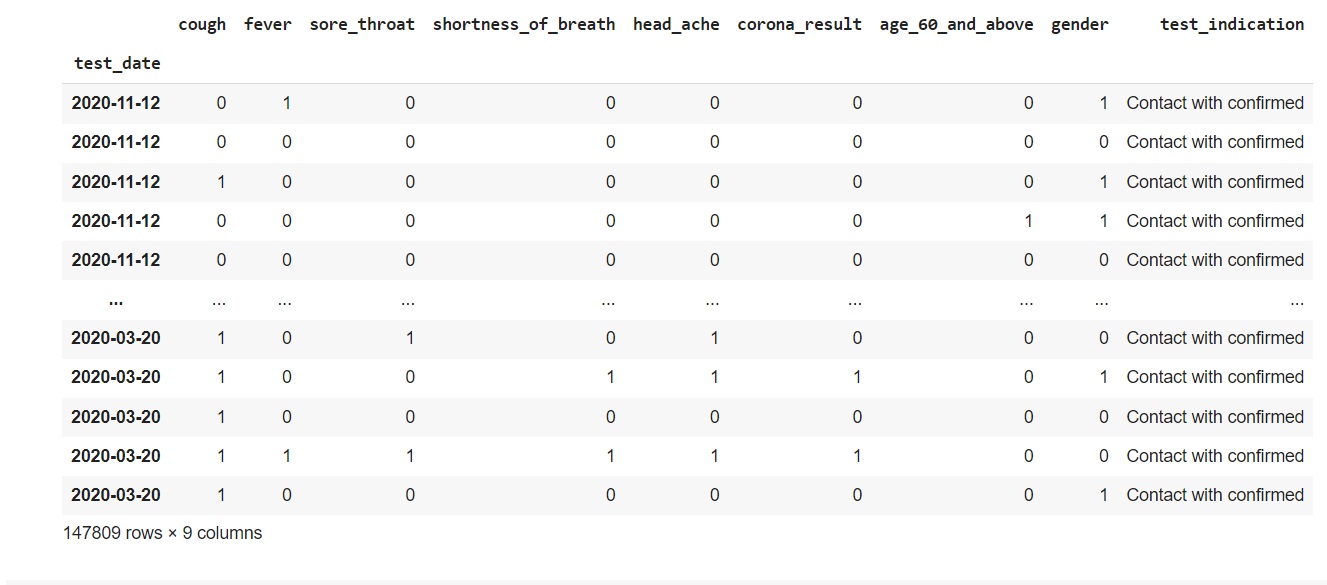 cough fever sore_throat shortness_of_breath head_ache corona_result age_60_and_above gender test_indication
test_date
2020-11-12 0 1 0 0 0 0 0 1 Contact with confirmed
2020-11-12 0 0 0 0 0 0 0 0 Contact with confirmed
2020-11-12 1 0 0 0 0 0 0 1 Contact with confirmed
2020-11-12 0 0 0 0 0 0 1 1 Contact with confirmed
2020-11-12 0 0 0 0 0 0 0 0 Contact with confirmed
... ... ... ... ... ... ... ... ... ...
2020-03-20 1 0 1 0 1 0 0 0 Contact with confirmed
2020-03-20 1 0 0 1 1 1 0 1 Contact with confirmed
2020-03-20 1 0 0 0 0 0 0 0 Contact with confirmed
2020-03-20 1 1 1 1 1 1 0 0 Contact with confirmed
2020-03-20 1 0 0 0 0 0 0 1 Contact with confirmed
147809 rows × 9 columns